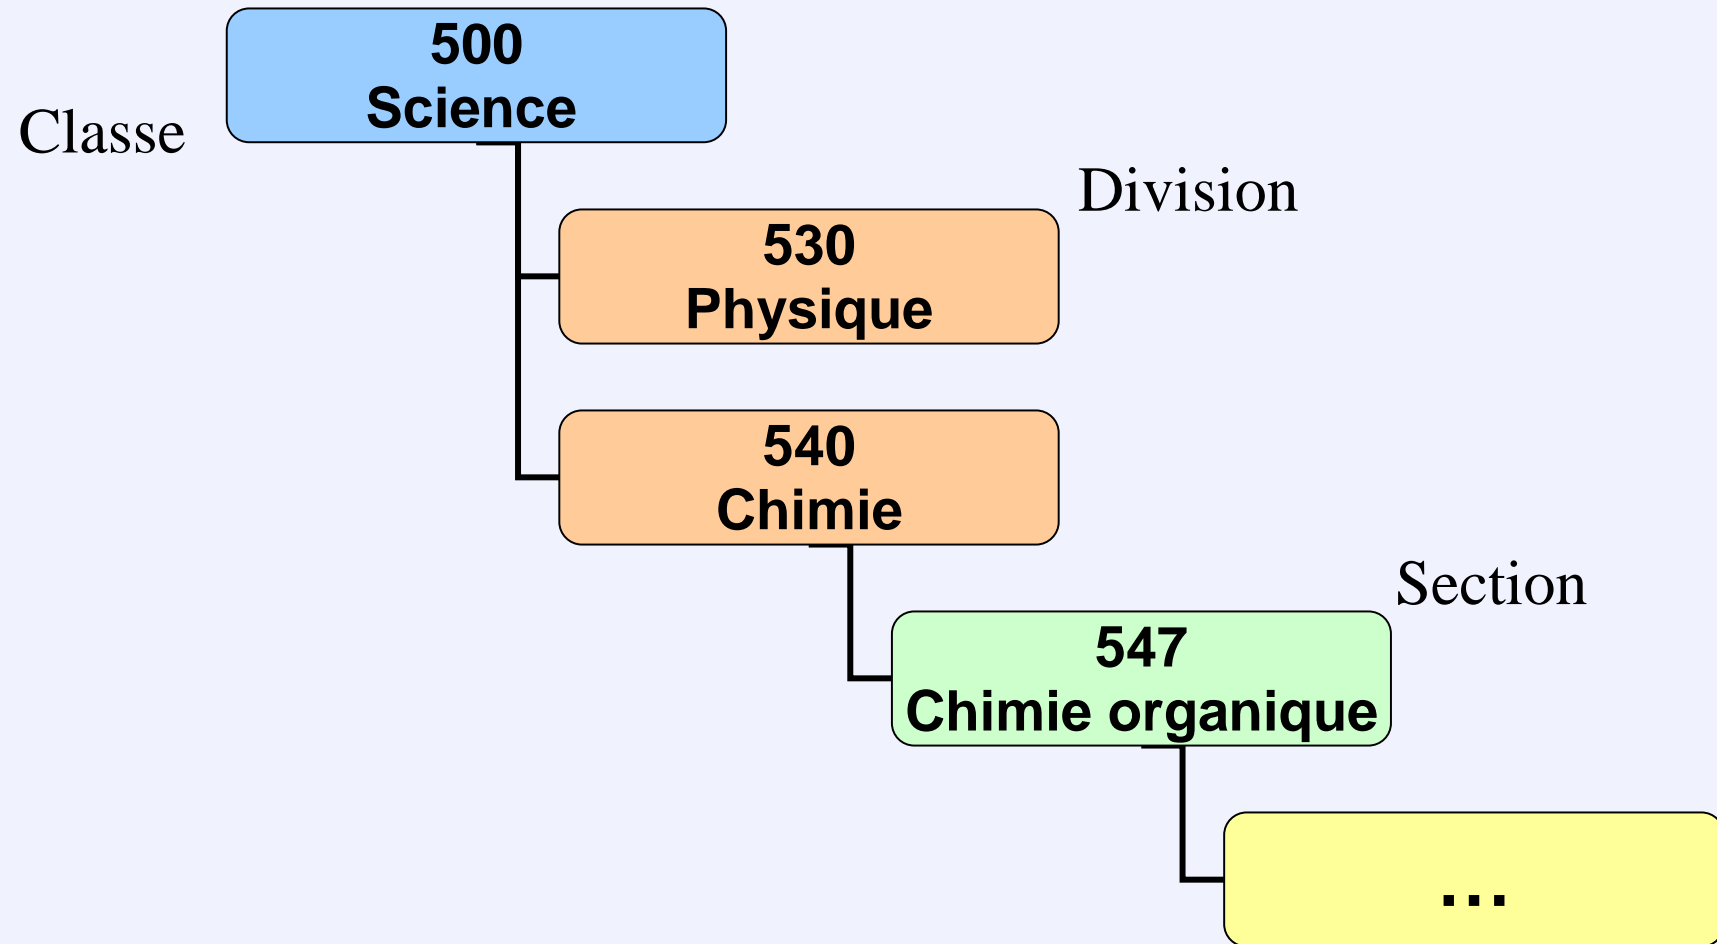 500
Science
Classe
Division
530
Physique
540
Chimie
Section
547
Chimie organique
...